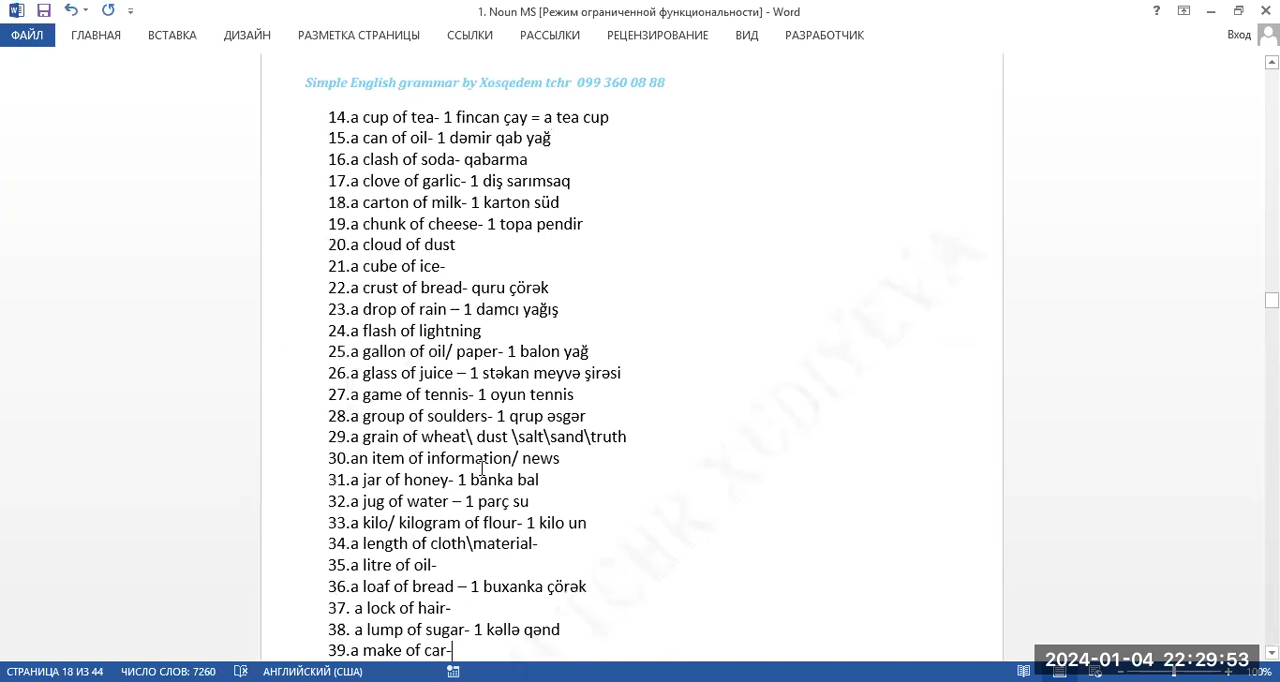 1. Noun MS [Режим ограниченной функциональности] - Word
?
ФАЙЛ ГЛАВНАЯ ВСТАВКА ДИЗАЙН РАЗМЕТКА СТРАНИЦЫ ССЫЛКИ РАССЫЛКИ РЕЦЕНЗИРОВАНИЕ ВИД РАЗРАБОТЧИК Вход
Simple English grammar by Xosqedem tchr 099 360 08 88
14.a cup of tea- 1 fincan çay = a tea cup
15.a can of oil- 1 dəmir qab yağ
16.a clash of soda- qabarma
17.a clove of garlic- 1 diş sarımsaq
18.a carton of milk- 1 karton süd
19.a chunk of cheese- 1 topa pendir
20.a cloud of dust
21.a cube of ice-
22.a crust of bread- quru çörək
23.a drop of rain – 1 damcı yağış
24.a flash of lightning
25.a gallon of oil/ paper- 1 balon yağ
26.a glass of juice – 1 stəkan meyvə şirəsi
27.a game of tennis- 1 oyun tennis
28.a group of soulders- 1 qrup əsgər
29.a grain of wheat\ dust \salt\sand\truth
30.an item of information/ news
31.a jar of honey- 1 banka bal
32.a jug of water – 1 parç su
33.a kilo/ kilogram of flour- 1 kilo un
34.a length of cloth\material-
35.a litre of oil-
36.a loaf of bread – 1 buxanka çörək
37. a lock of hair-
38. a lump of sugar- 1 kəllə qənd
39.a make of car-
TCHR XUDIYEVA
2024-01-04 22:29:53
СТРАНИЦА 18 ИЗ 44 ЧИСЛО СЛОВ: 7260 АНГЛИЙСКИЙ (США) 100%